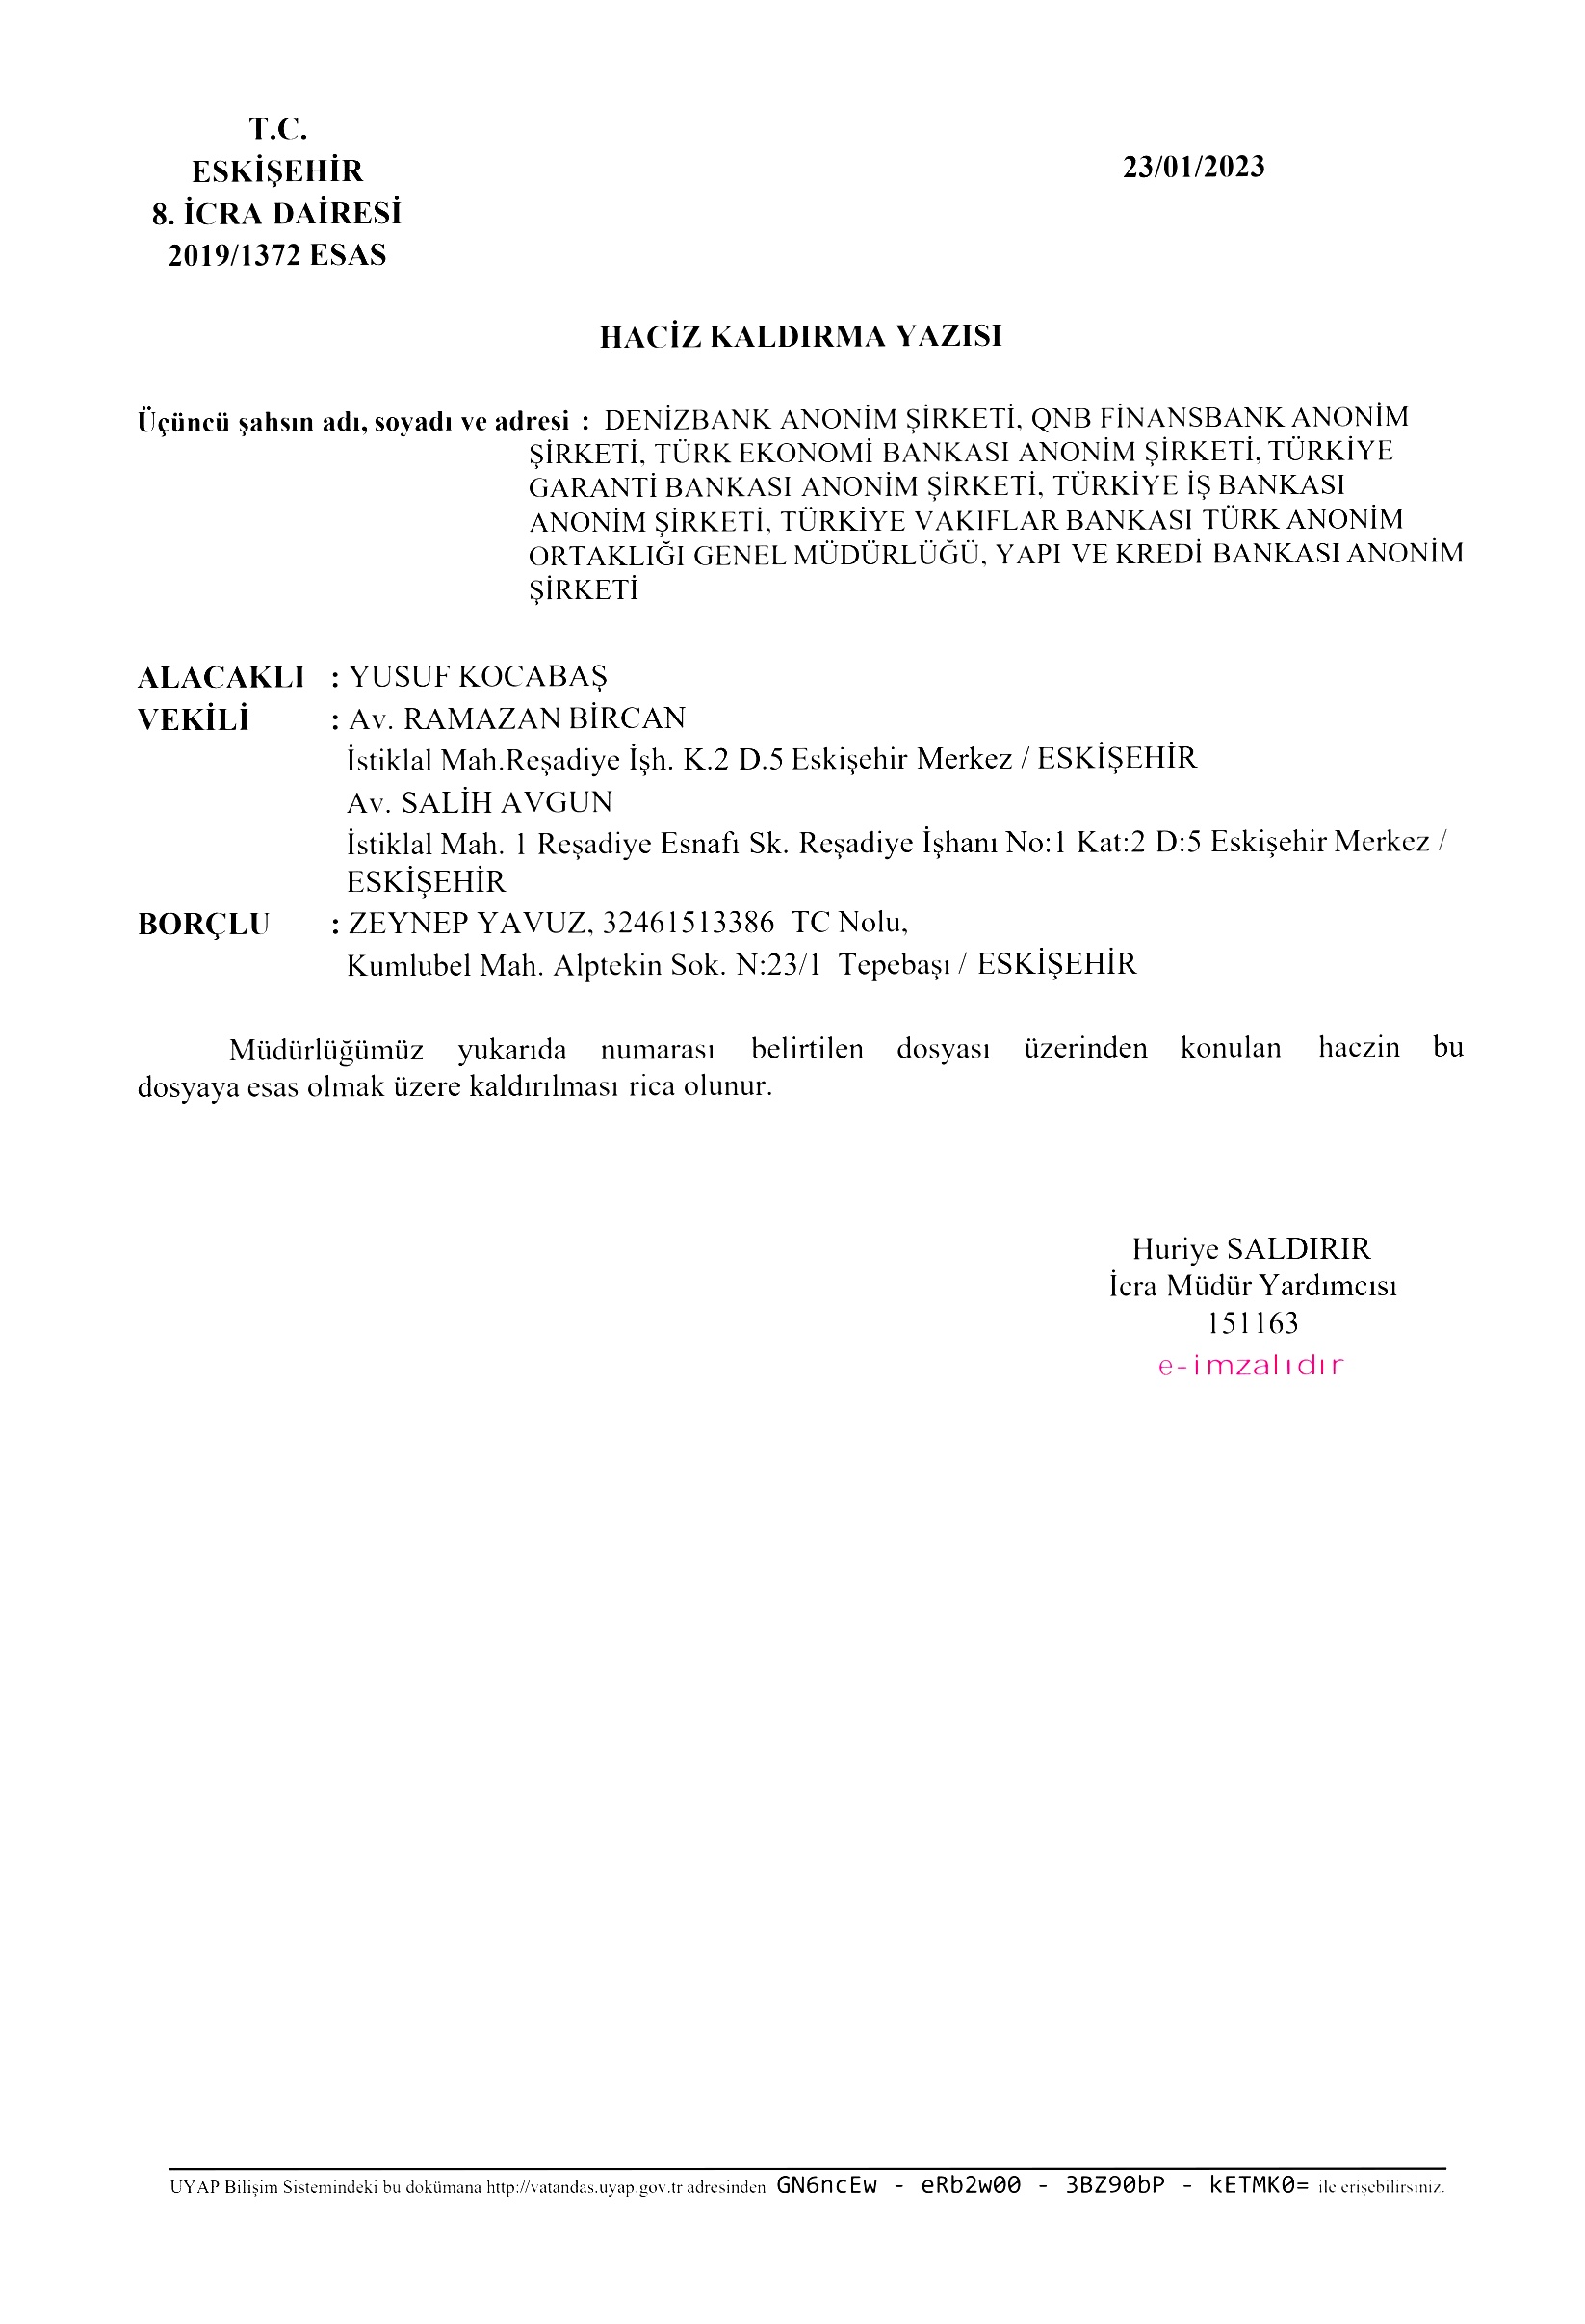 T.C.
ESKİŞEHİR
8. İCRA DAİRESİ
2019/1372 ESAS
23/01/2023
HACİZ KALDIRMA YAZISI
Üçüncü şahsın adı, soyadı ve adresi : DENİZBANK ANONİM ŞİRKETİ, QNB FİNANSBANK ANONİM
ŞİRKETİ, TÜRK EKONOMİ BANKASI ANONİM ŞİRKETİ, TÜRKİYE
GARANTİ BANKASI ANONİM ŞİRKETİ, TÜRKİYE İŞ BANKASI
ANONİM ŞİRKETİ, TÜRKİYE VAKIFLAR BANKASI TÜRK ANONİM
ORTAKLIĞI GENEL MÜDÜRLÜĞÜ, YAPI VE KREDİ BANKASI ANONİM
ŞİRKETİ
ALACAKLI : YUSUF KOCABAŞ
VEKİLİ : Av. RAMAZAN BİRCAN
İstiklal Mah.Reşadiye İşh. K.2 D.5 Eskişehir Merkez / ESKİŞEHİR
Av. SALİH AVGUN
İstiklal Mah. 1 Reşadiye Esnafı Sk. Reşadiye İşhanı No:1 Kat:2 D:5 Eskişehir Merkez /
ESKİŞEHİR
BORÇLU : ZEYNEP YAVUZ, 32461513386 TC Nolu,
Kumlubel Mah. Alptekin Sok. N:23/1 Tepebaşı / ESKİŞEHİR
Müdürlüğümüz yukarıda numarası belirtilen dosyası üzerinden konulan haczin bu
dosyaya esas olmak üzere kaldırılması rica olunur.
Huriye SALDIRIR
İcra Müdür Yardımcısı
151163
e-imzalıdır
UYAP Bilişim Sistemindeki bu dokümana http://vatandas.uyap.gov.tr adresinden GN6ncEw - eRb2w00 - 3BZ90bP - kETMK0= ile erişebilirsiniz.